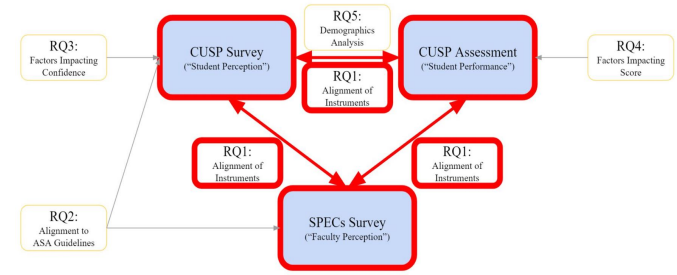 RQ5:
Demographics
Analysis
RQ3:
Factors Impacting
Confidence
CUSP Survey
("Student Perception")
CUSP Assessment
("Student Performance")
RQ4:
Factors Impacting
Score
RQ1:
Alignment of
Instruments
RQ1:
Alignment of
Instruments
RQ1:
Alignment of
Instruments
RQ2:
Alignment to
ASA Guidelines
SPECs Survey
("Faculty Perception")